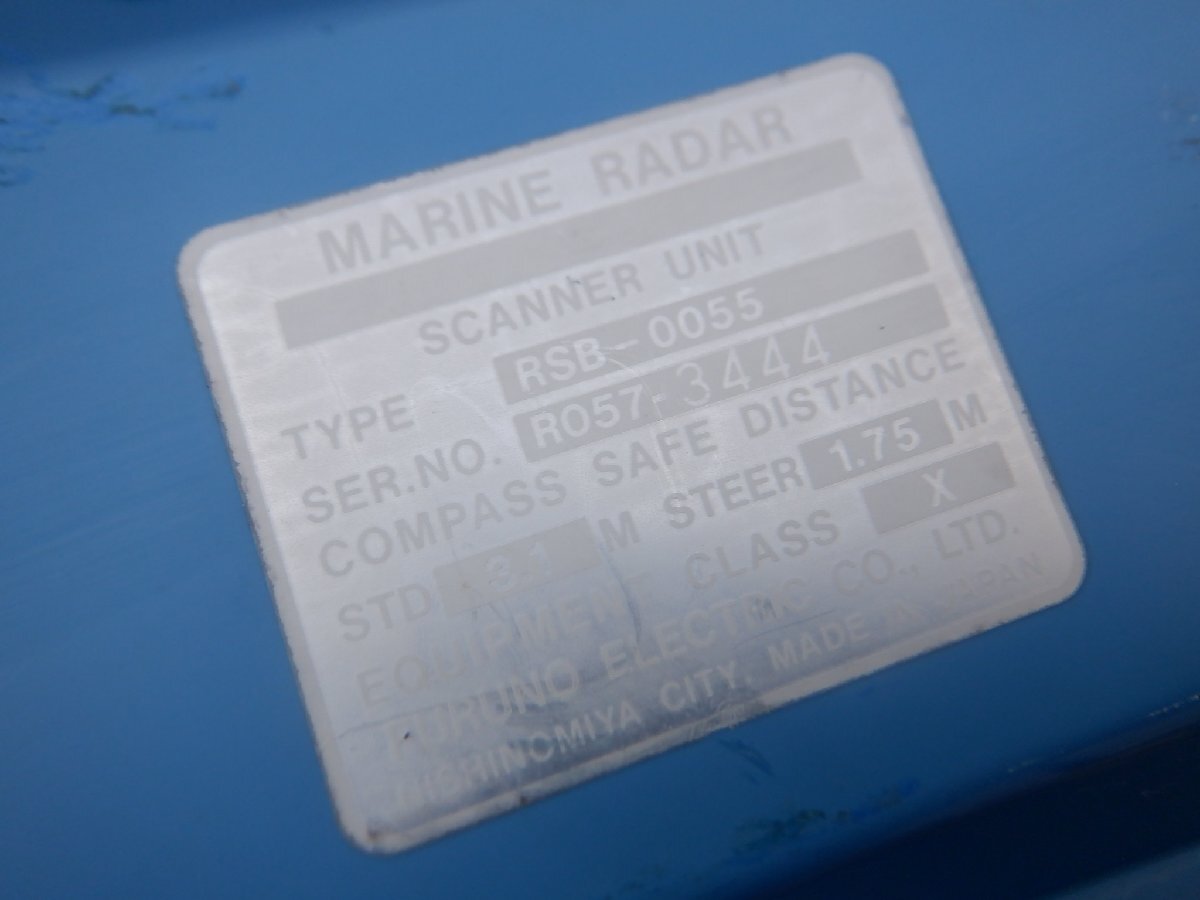 MARINE RADAR
SCANNER UNIT
TYPE RSB-0055
SER.NO. R057-3444
COMPASS SAFE DISTANCE
STD 3.1 M STEER 1.75 M
EQUIPMENT CLASS X
FURUNO ELECTRIC CO., LTD.
NISHINOMIYA CITY, MADE IN JAPAN